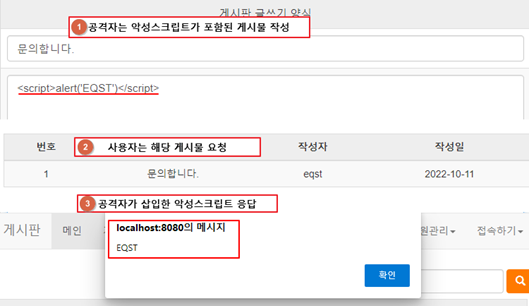 게시판 글쓰기 양식
1 공격자는 악성스크립트가 포함된 게시물 작성
문의합니다.
<script>alert('EQST')</script>
번호 2 사용자는 해당 게시물 요청 작성자 작성일
1 문의합니다. eqst 2022-10-11
3 공격자가 삽입한 악성스크립트 응답
게시판 메인 원관리 접속하기
localhost:8080의 메시지
EQST
확인